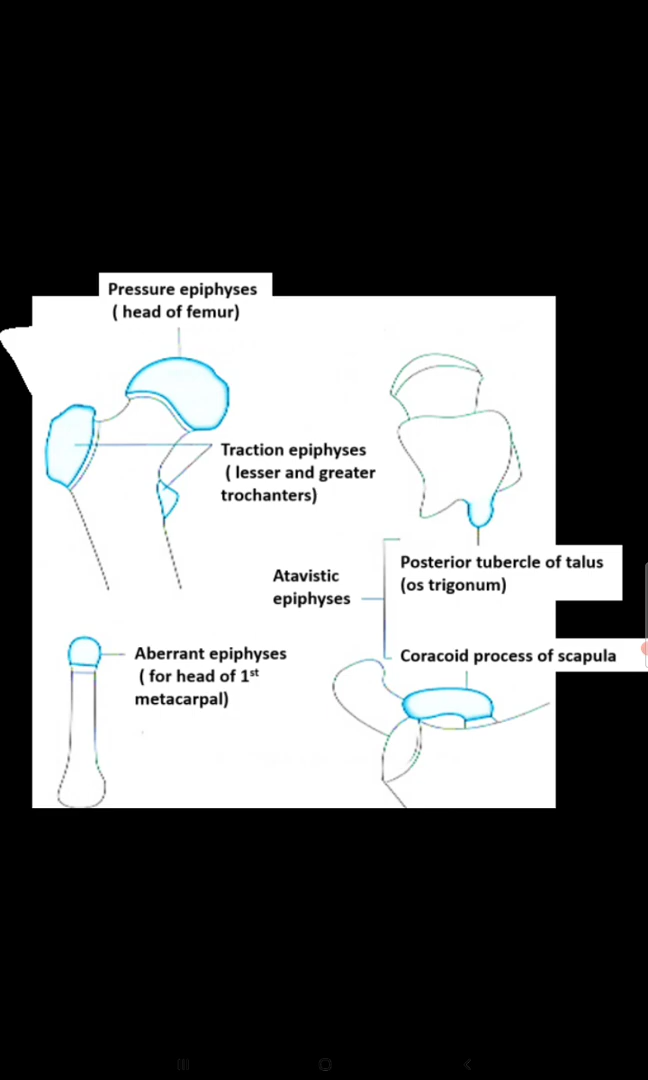 Pressure epiphyses
( head of femur)
Traction epiphyses
( lesser and greater
trochanters)
Atavistic
epiphyses
Posterior tubercle of talus
(os trigonum)
Coracoid process of scapula
Aberrant epiphyses
( for head of 1st
metacarpal)